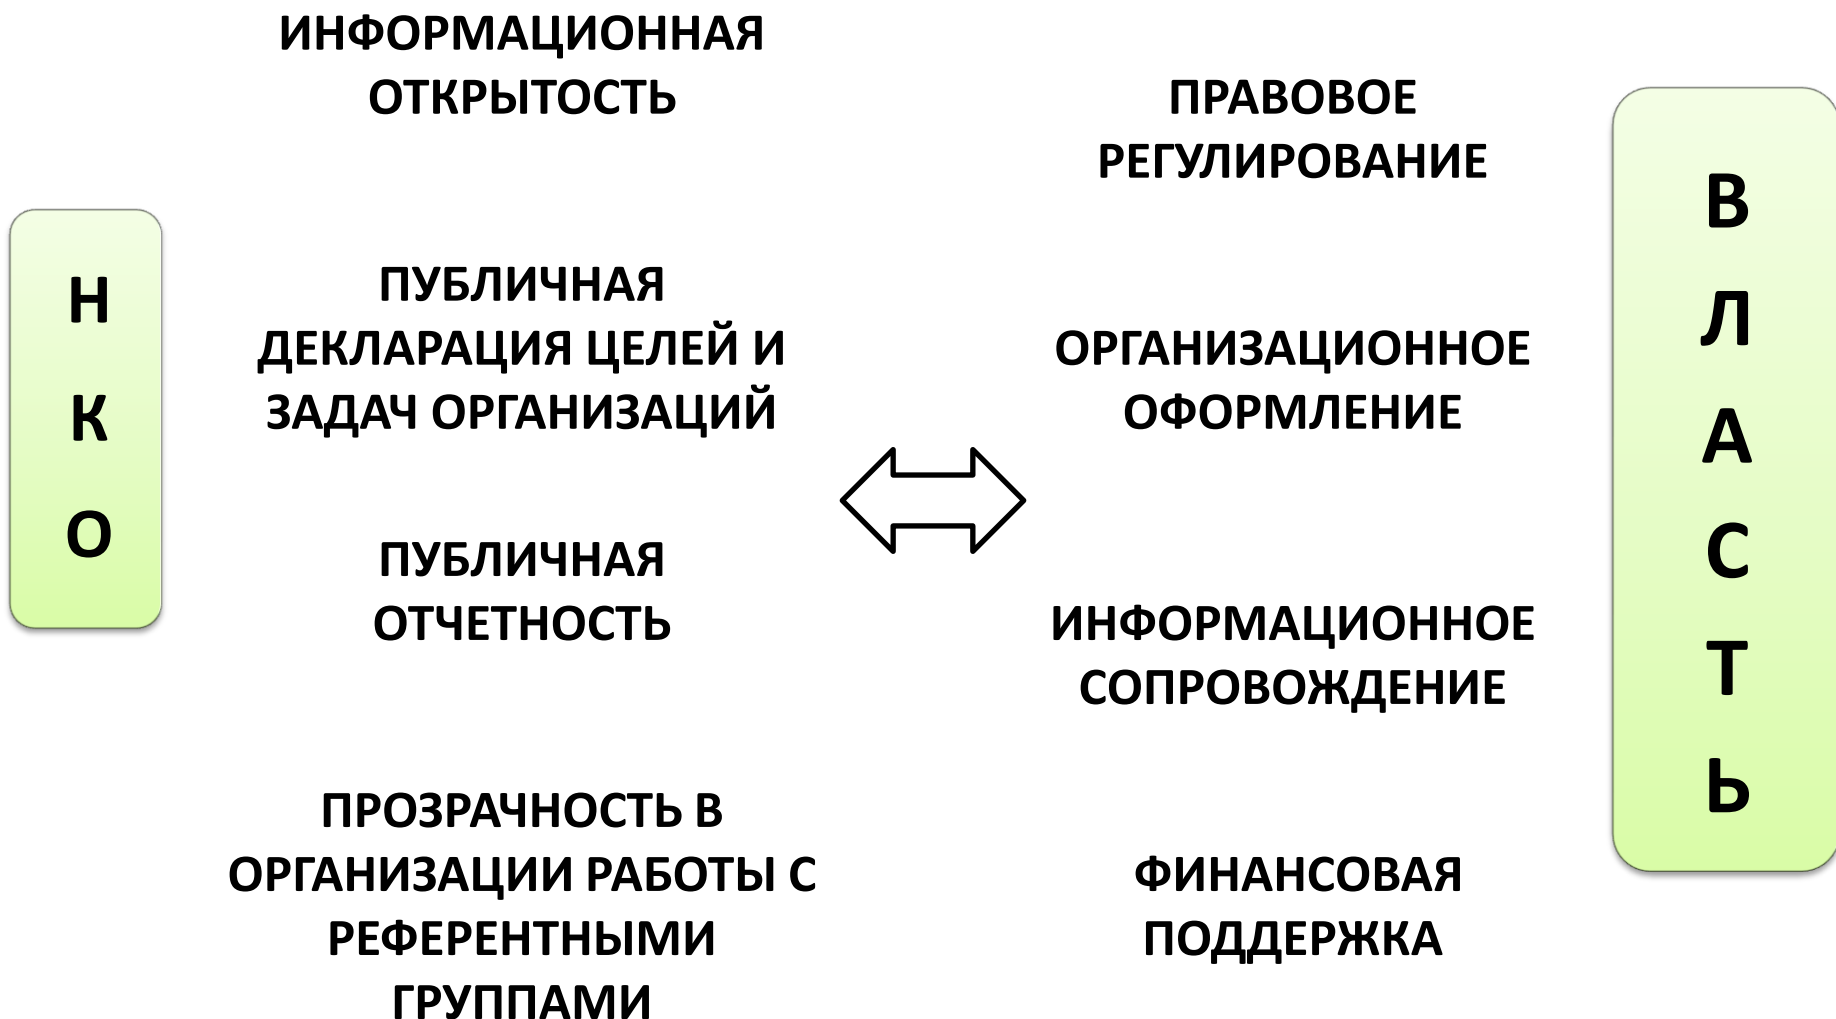 Н
К
О
ИНФОРМАЦИОННАЯ
ОТКРЫТОСТЬ
ПУБЛИЧНАЯ
ДЕКЛАРАЦИЯ ЦЕЛЕЙ И
ЗАДАЧ ОРГАНИЗАЦИЙ
ПУБЛИЧНАЯ
ОТЧЕТНОСТЬ
ПРОЗРАЧНОСТЬ В
ОРГАНИЗАЦИИ РАБОТЫ С
РЕФЕРЕНТНЫМИ
ГРУППАМИ
ПРАВОВОЕ
РЕГУЛИРОВАНИЕ
ОРГАНИЗАЦИОННОЕ
ОФОРМЛЕНИЕ
ИНФОРМАЦИОННОЕ
СОПРОВОЖДЕНИЕ
ФИНАНСОВАЯ
ПОДДЕРЖКА
В
Л
А
С
Т
Ь